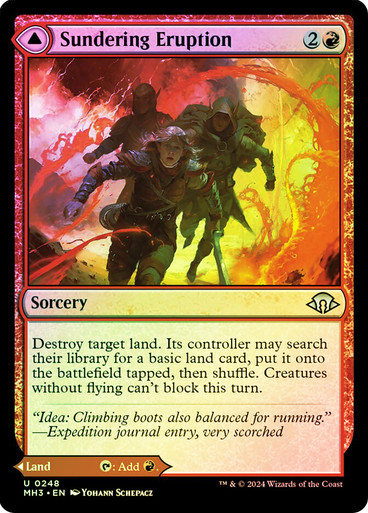 Sundering Eruption 2
Sorcery
Destroy target land. Its controller may search
their library for a basic land card, put it onto
the battlefield tapped, then shuffle. Creatures
without flying can't block this turn.
“Idea: Climbing boots also balanced for running.”
—Expedition journal entry, very scorched
Land : Add .
U 0248
MH3 • EN Yohann Schepacz
™ & © 2024 Wizards of the Coast